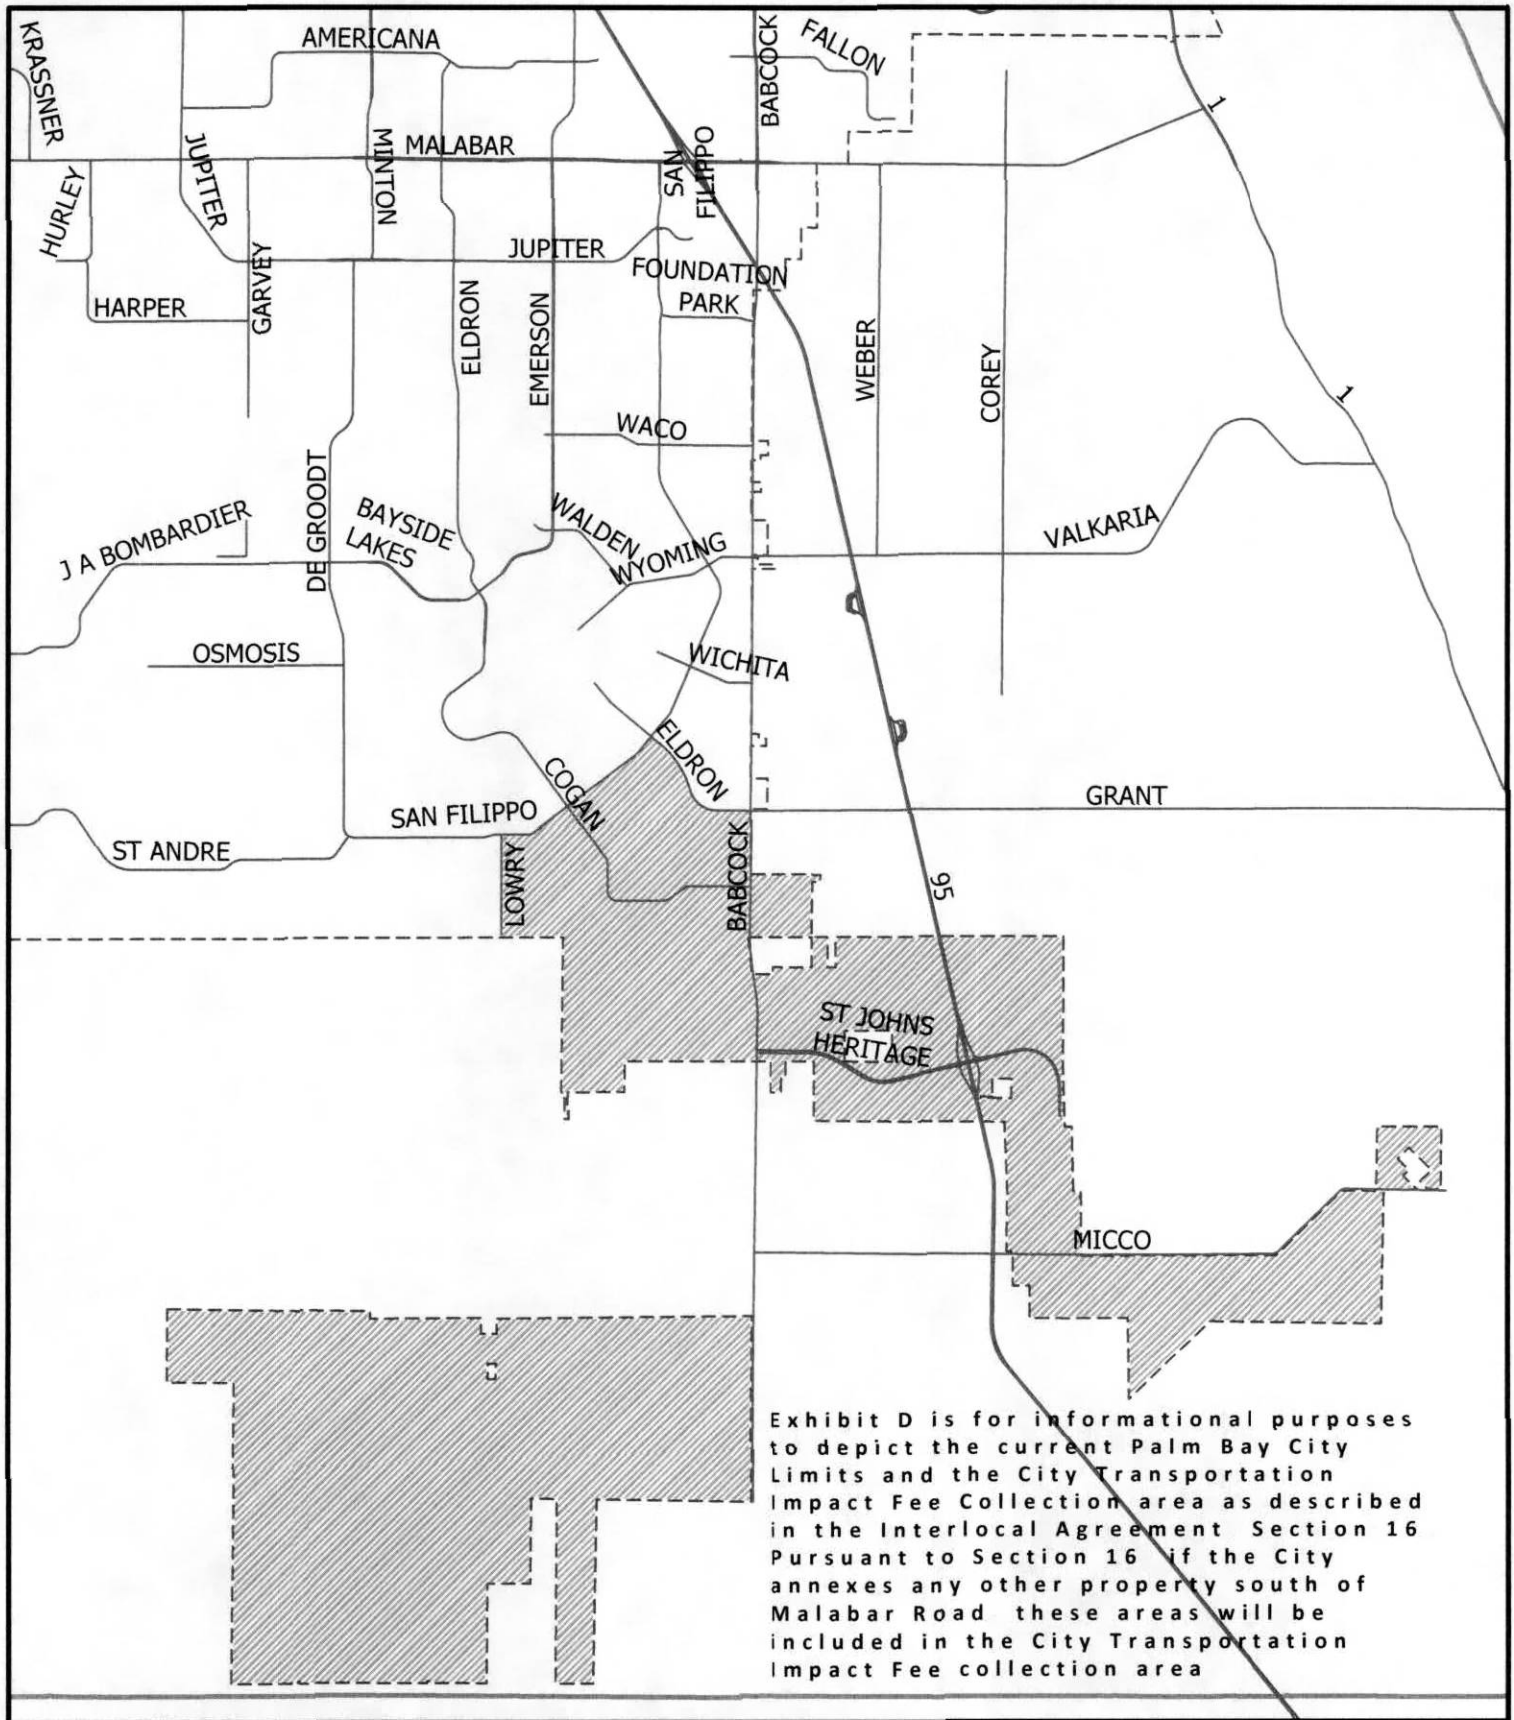 KRASSNER
AMERICANA
BABCOCK
FALLON
1
JUPITER
MINTON
MALABAR
SAN
FILIPPO
HURLEY
GARVEY
JUPITER
FOUNDATION
PARK
HARPER
ELDRON
EMERSON
WEBER
COREY
1
WACO
DE GROODT
J A BOMBARDIER
BAYSIDE
LAKES
WALDEN
WYOMING
VALKARIA
OSMOSIS
WICHITA
ELDRON
COGAN
GRANT
SAN FILIPPO
ST ANDRE
LOWRY
BABCOCK
95
ST JOHNS
HERITAGE
MICCO
Exhibit D is for informational purposes
to depict the current Palm Bay City
Limits and the City Transportation
Impact Fee Collection area as described
in the Interlocal Agreement Section 16
Pursuant to Section 16 if the City
annexes any other property south of
Malabar Road these areas will be
included in the City Transportation
Impact Fee collection area